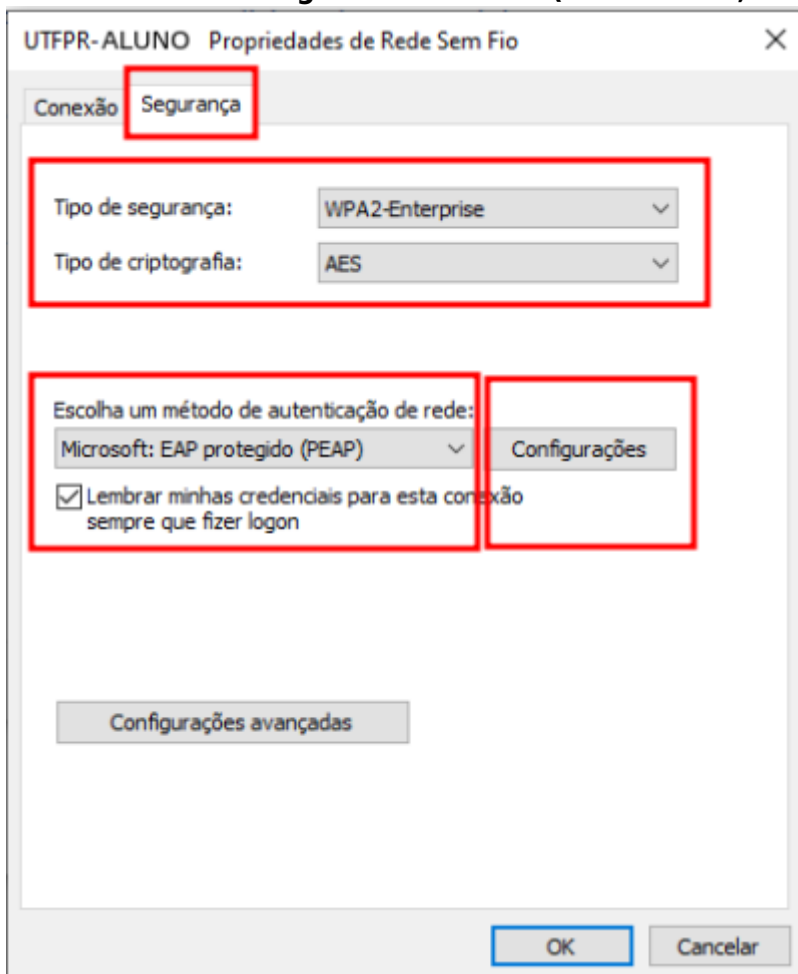 UTFPR-ALUNO Propriedades de Rede Sem Fio
Conexão Segurança
Tipo de segurança: WPA2-Enterprise
Tipo de criptografia: AES
Escolha um método de autenticação de rede:
Microsoft: EAP protegido (PEAP) Configurações
Lembrar minhas credenciais para esta conexão
sempre que fizer logon
Configurações avançadas
OK Cancelar